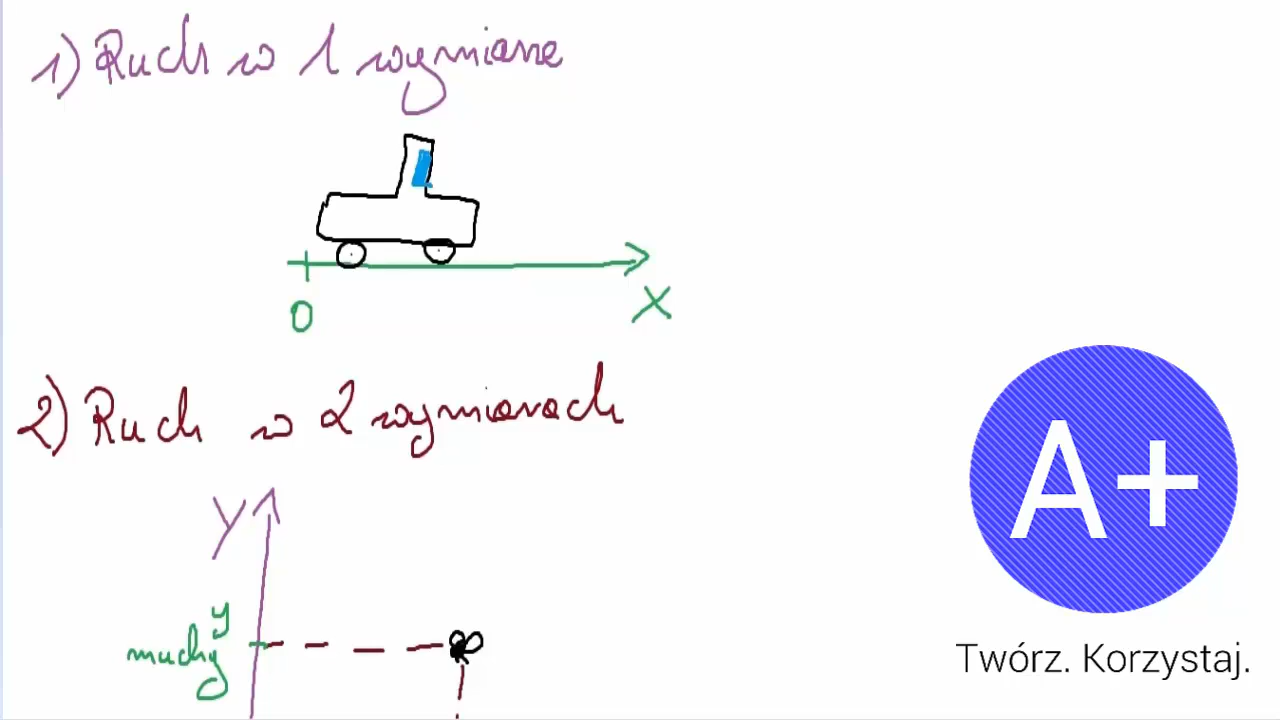 1) Ruch w 1 wymiarze
0
X
2) Ruch w 2 wymiarach
y
y
muchy
A+
Twórz. Korzystaj.